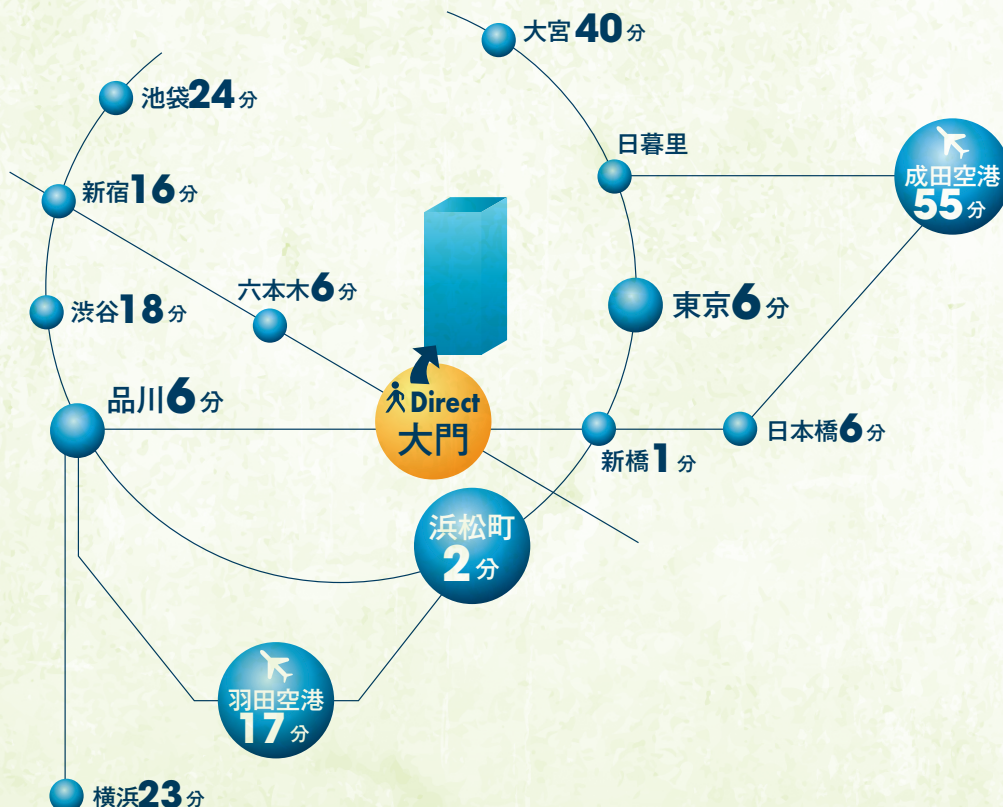 大宮40分
池袋24分
日暮里
成田空港
55分
新宿16分
六本木6分
渋谷18分
東京6分
品川6分
Direct
大門
新橋1分
日本橋6分
浜松町
2分
羽田空港
17分
横浜23分